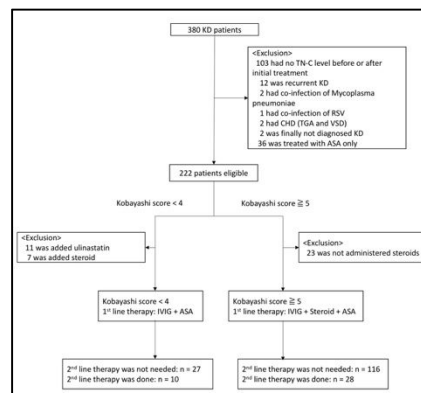 380 KD patients
<Exclusion>
103 had no TN-C level before or after
initial treatment
12 was recurrent KD
2 had co-infection of Mycoplasma
pneumoniae
1 had co-infection of RSV
2 had CHD (TGA and VSD)
2 was finally not diagnosed KD
36 was treated with ASA only
222 patients eligible
Kobayashi score < 4
Kobayashi score ≧ 5
<Exclusion>
11 was added ulinastatin
7 was added steroid
<Exclusion>
23 was not administered steroids
Kobayashi score < 4
1st line therapy: IVIG + ASA
Kobayashi score ≧ 5
1st line therapy: IVIG + Steroid + ASA
2nd line therapy was not needed: n = 27
2nd line therapy was done: n = 10
2nd line therapy was not needed: n = 116
2nd line therapy was done: n = 28